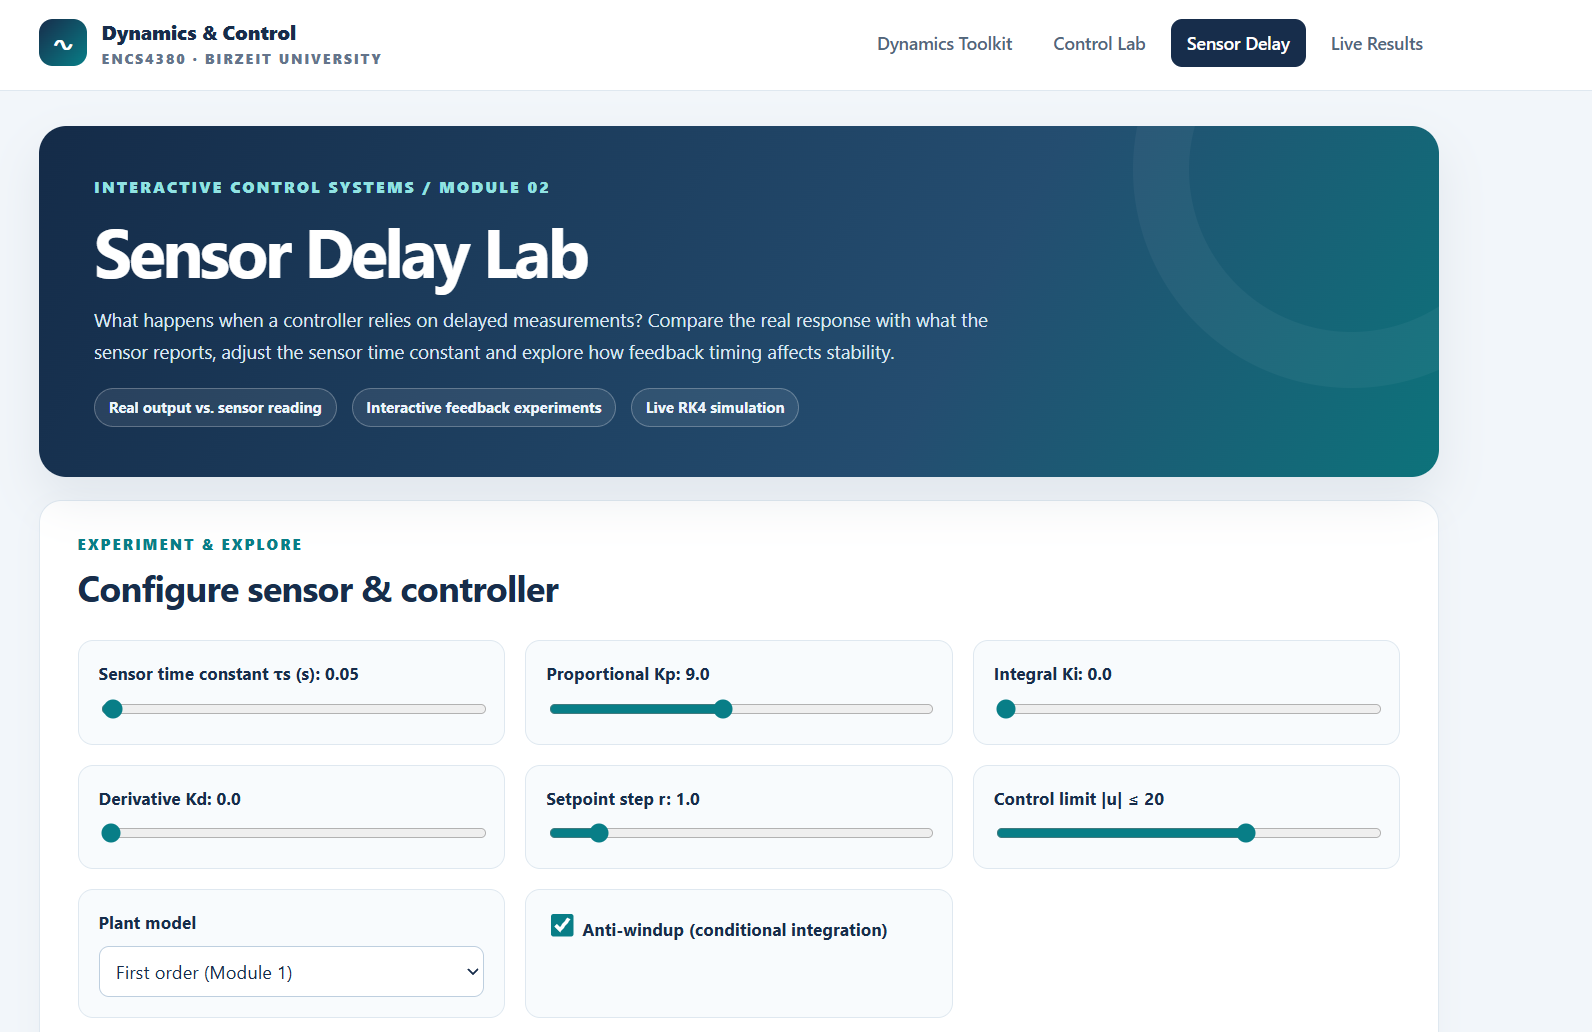 Dynamics & Control
ENCS4380 · BIRZEIT UNIVERSITY
Dynamics Toolkit
Control Lab
Sensor Delay
Live Results
INTERACTIVE CONTROL SYSTEMS / MODULE 02
Sensor Delay Lab
What happens when a controller relies on delayed measurements? Compare the real response with what the
sensor reports, adjust the sensor time constant and explore how feedback timing affects stability.
Real output vs. sensor reading
Interactive feedback experiments
Live RK4 simulation
EXPERIMENT & EXPLORE
Configure sensor & controller
Sensor time constant τs (s): 0.05
Proportional Kp: 9.0
Integral Ki: 0.0
Derivative Kd: 0.0
Setpoint step r: 1.0
Control limit |u| ≤ 20
Plant model
First order (Module 1)
Anti-windup (conditional integration)